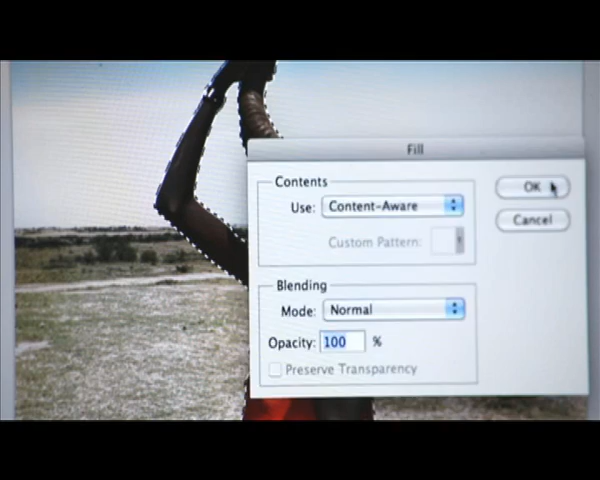 Fill
Contents
Use: Content-Aware
Custom Pattern:
Blending
Mode: Normal
Opacity: 100 %
Preserve Transparency
OK
Cancel